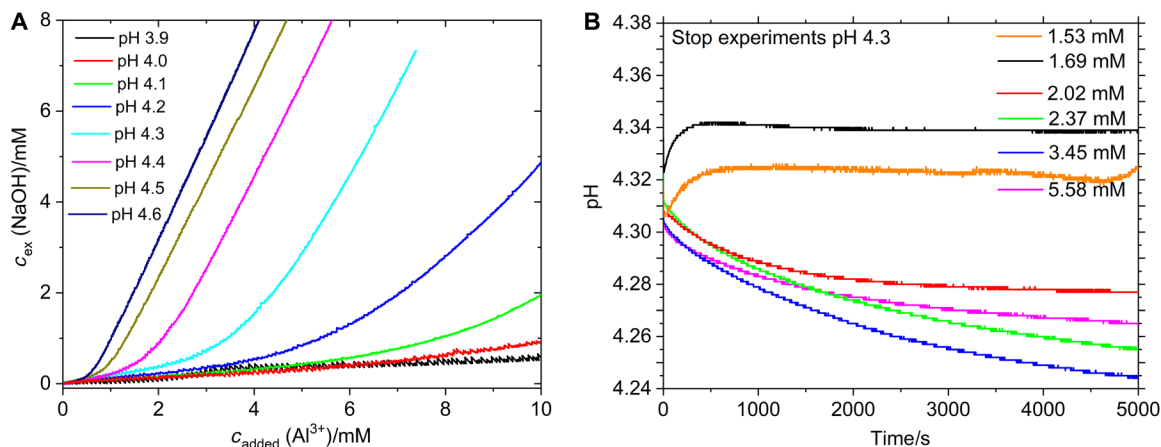 A
pH 3.9
pH 4.0
pH 4.1
pH 4.2
pH 4.3
pH 4.4
pH 4.5
pH 4.6
8
6
4
2
0
c_ex (NaOH)/mM
0 2 4 6 8 10
c_added (Al³⁺)/mM
B
Stop experiments pH 4.3
1.53 mM
1.69 mM
2.02 mM
2.37 mM
3.45 mM
5.58 mM
4.38
4.36
4.34
4.32
4.30
4.28
4.26
4.24
pH
0 1000 2000 3000 4000 5000
Time/s